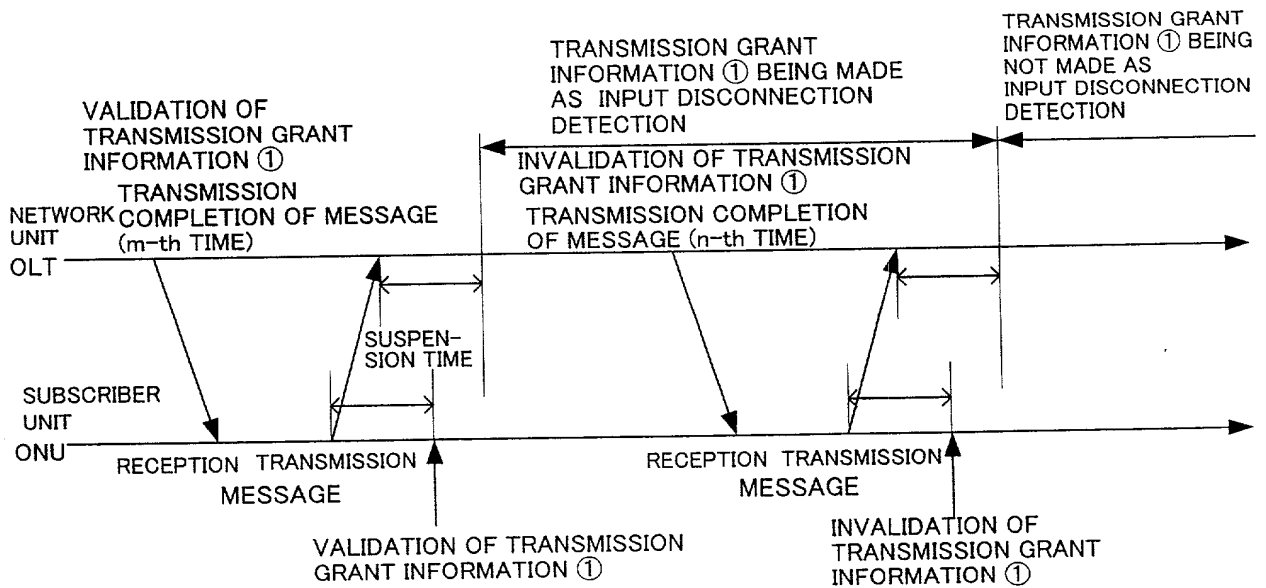 TRANSMISSION GRANT
INFORMATION ① BEING MADE
AS INPUT DISCONNECTION
DETECTION
TRANSMISSION GRANT
INFORMATION ① BEING
NOT MADE AS
INPUT DISCONNECTION
DETECTION
VALIDATION OF
TRANSMISSION GRANT
INFORMATION ①
TRANSMISSION
COMPLETION OF MESSAGE
(m-th TIME)
INVALIDATION OF TRANSMISSION
GRANT INFORMATION ①
TRANSMISSION COMPLETION
OF MESSAGE (n-th TIME)
NETWORK
UNIT
OLT
SUSPEN-
SION TIME
SUBSCRIBER
UNIT
ONU
RECEPTION TRANSMISSION
MESSAGE
RECEPTION TRANSMISSION
MESSAGE
VALIDATION OF TRANSMISSION
GRANT INFORMATION ①
INVALIDATION OF
TRANSMISSION GRANT
INFORMATION ①